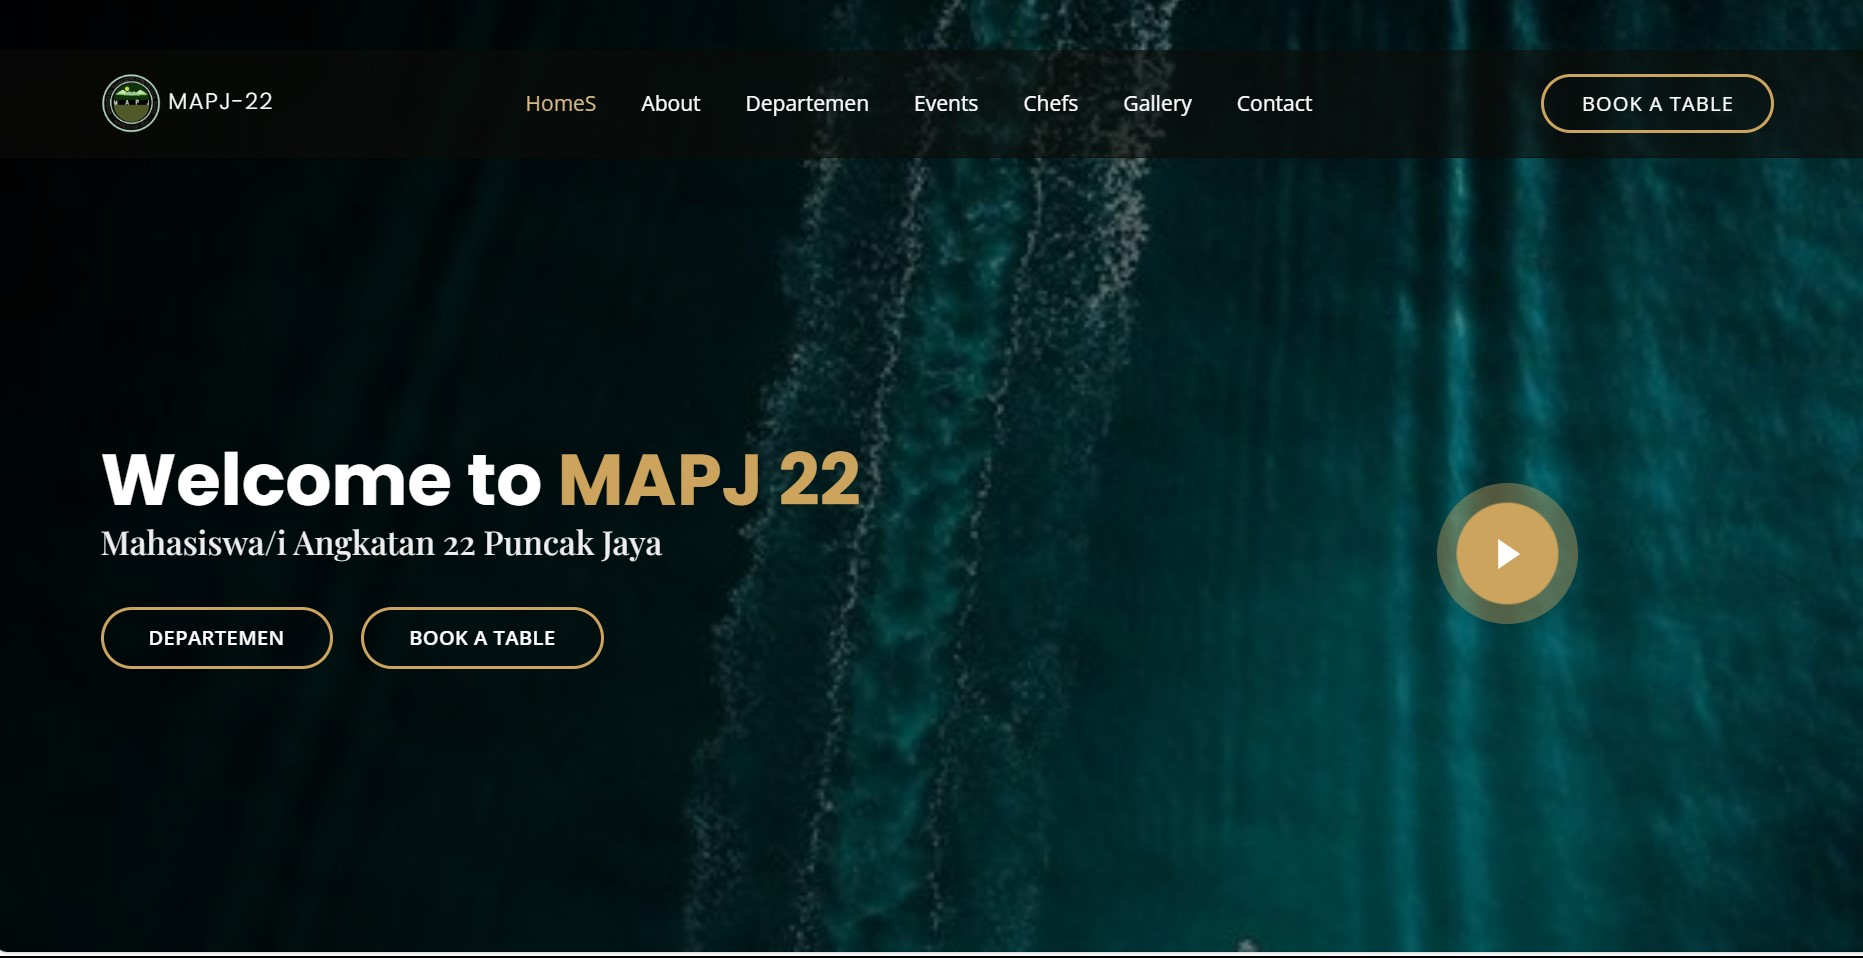 MAPJ
MAPJ-22
HomeS
About
Departemen
Events
Chefs
Gallery
Contact
BOOK A TABLE
Welcome to MAPJ 22
Mahasiswa/i Angkatan 22 Puncak Jaya
DEPARTEMEN
BOOK A TABLE